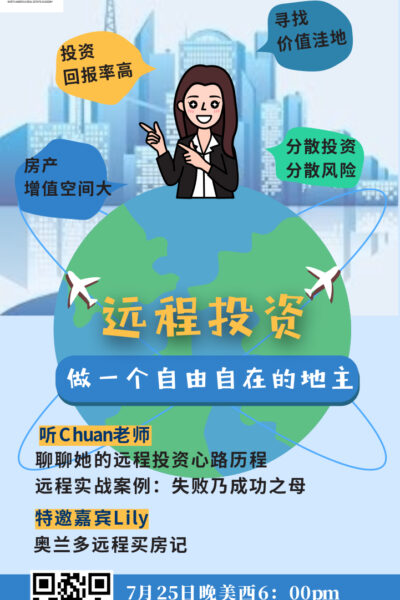 寻找
价值洼地
投资
回报率高
分散投资
分散风险
房产
增值空间大
远程投资
做一个自由自在的地主
听Chuan老师
聊聊她的远程投资心路历程
远程实战案例：失败乃成功之母
特邀嘉宾Lily
奥兰多远程买房记
7月25日晚美西6：00pm